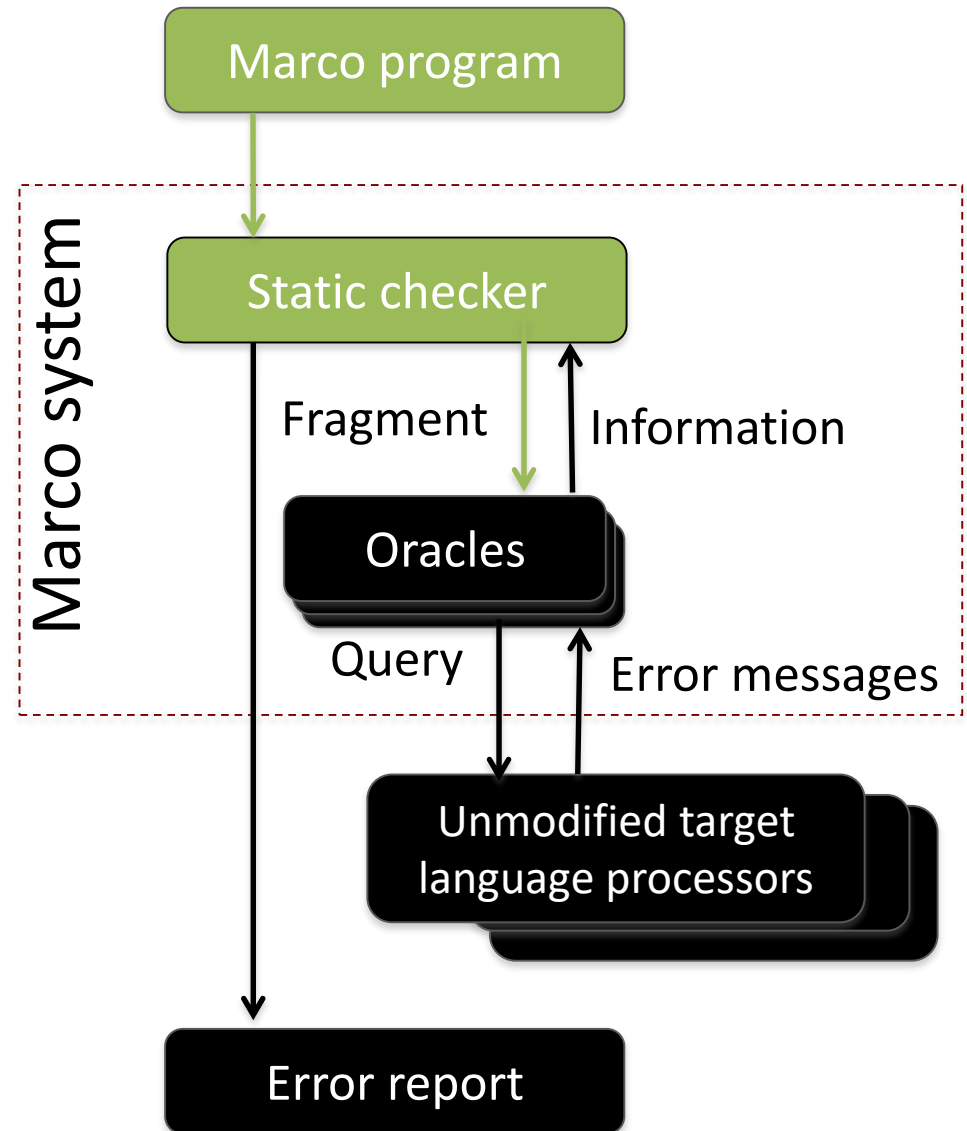 Marco program
Marco system
Static checker
Fragment
Information
Oracles
Query
Error messages
Unmodified target
language processors
Error report